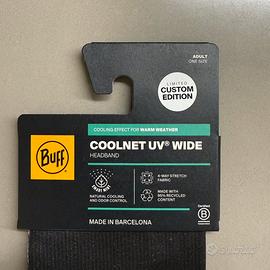 ADULT
ONE SIZE
LIMITED
CUSTOM
EDITION
COOLING EFFECT FOR WARM WEATHER
BUFF
COOLNET UV® WIDE
HEADBAND
NATURAL COOLING
AND ODOR CONTROL
4-WAY STRETCH
FABRIC
MADE WITH
95% RECYCLED
CONTENT
MADE IN BARCELONA
Certified
B